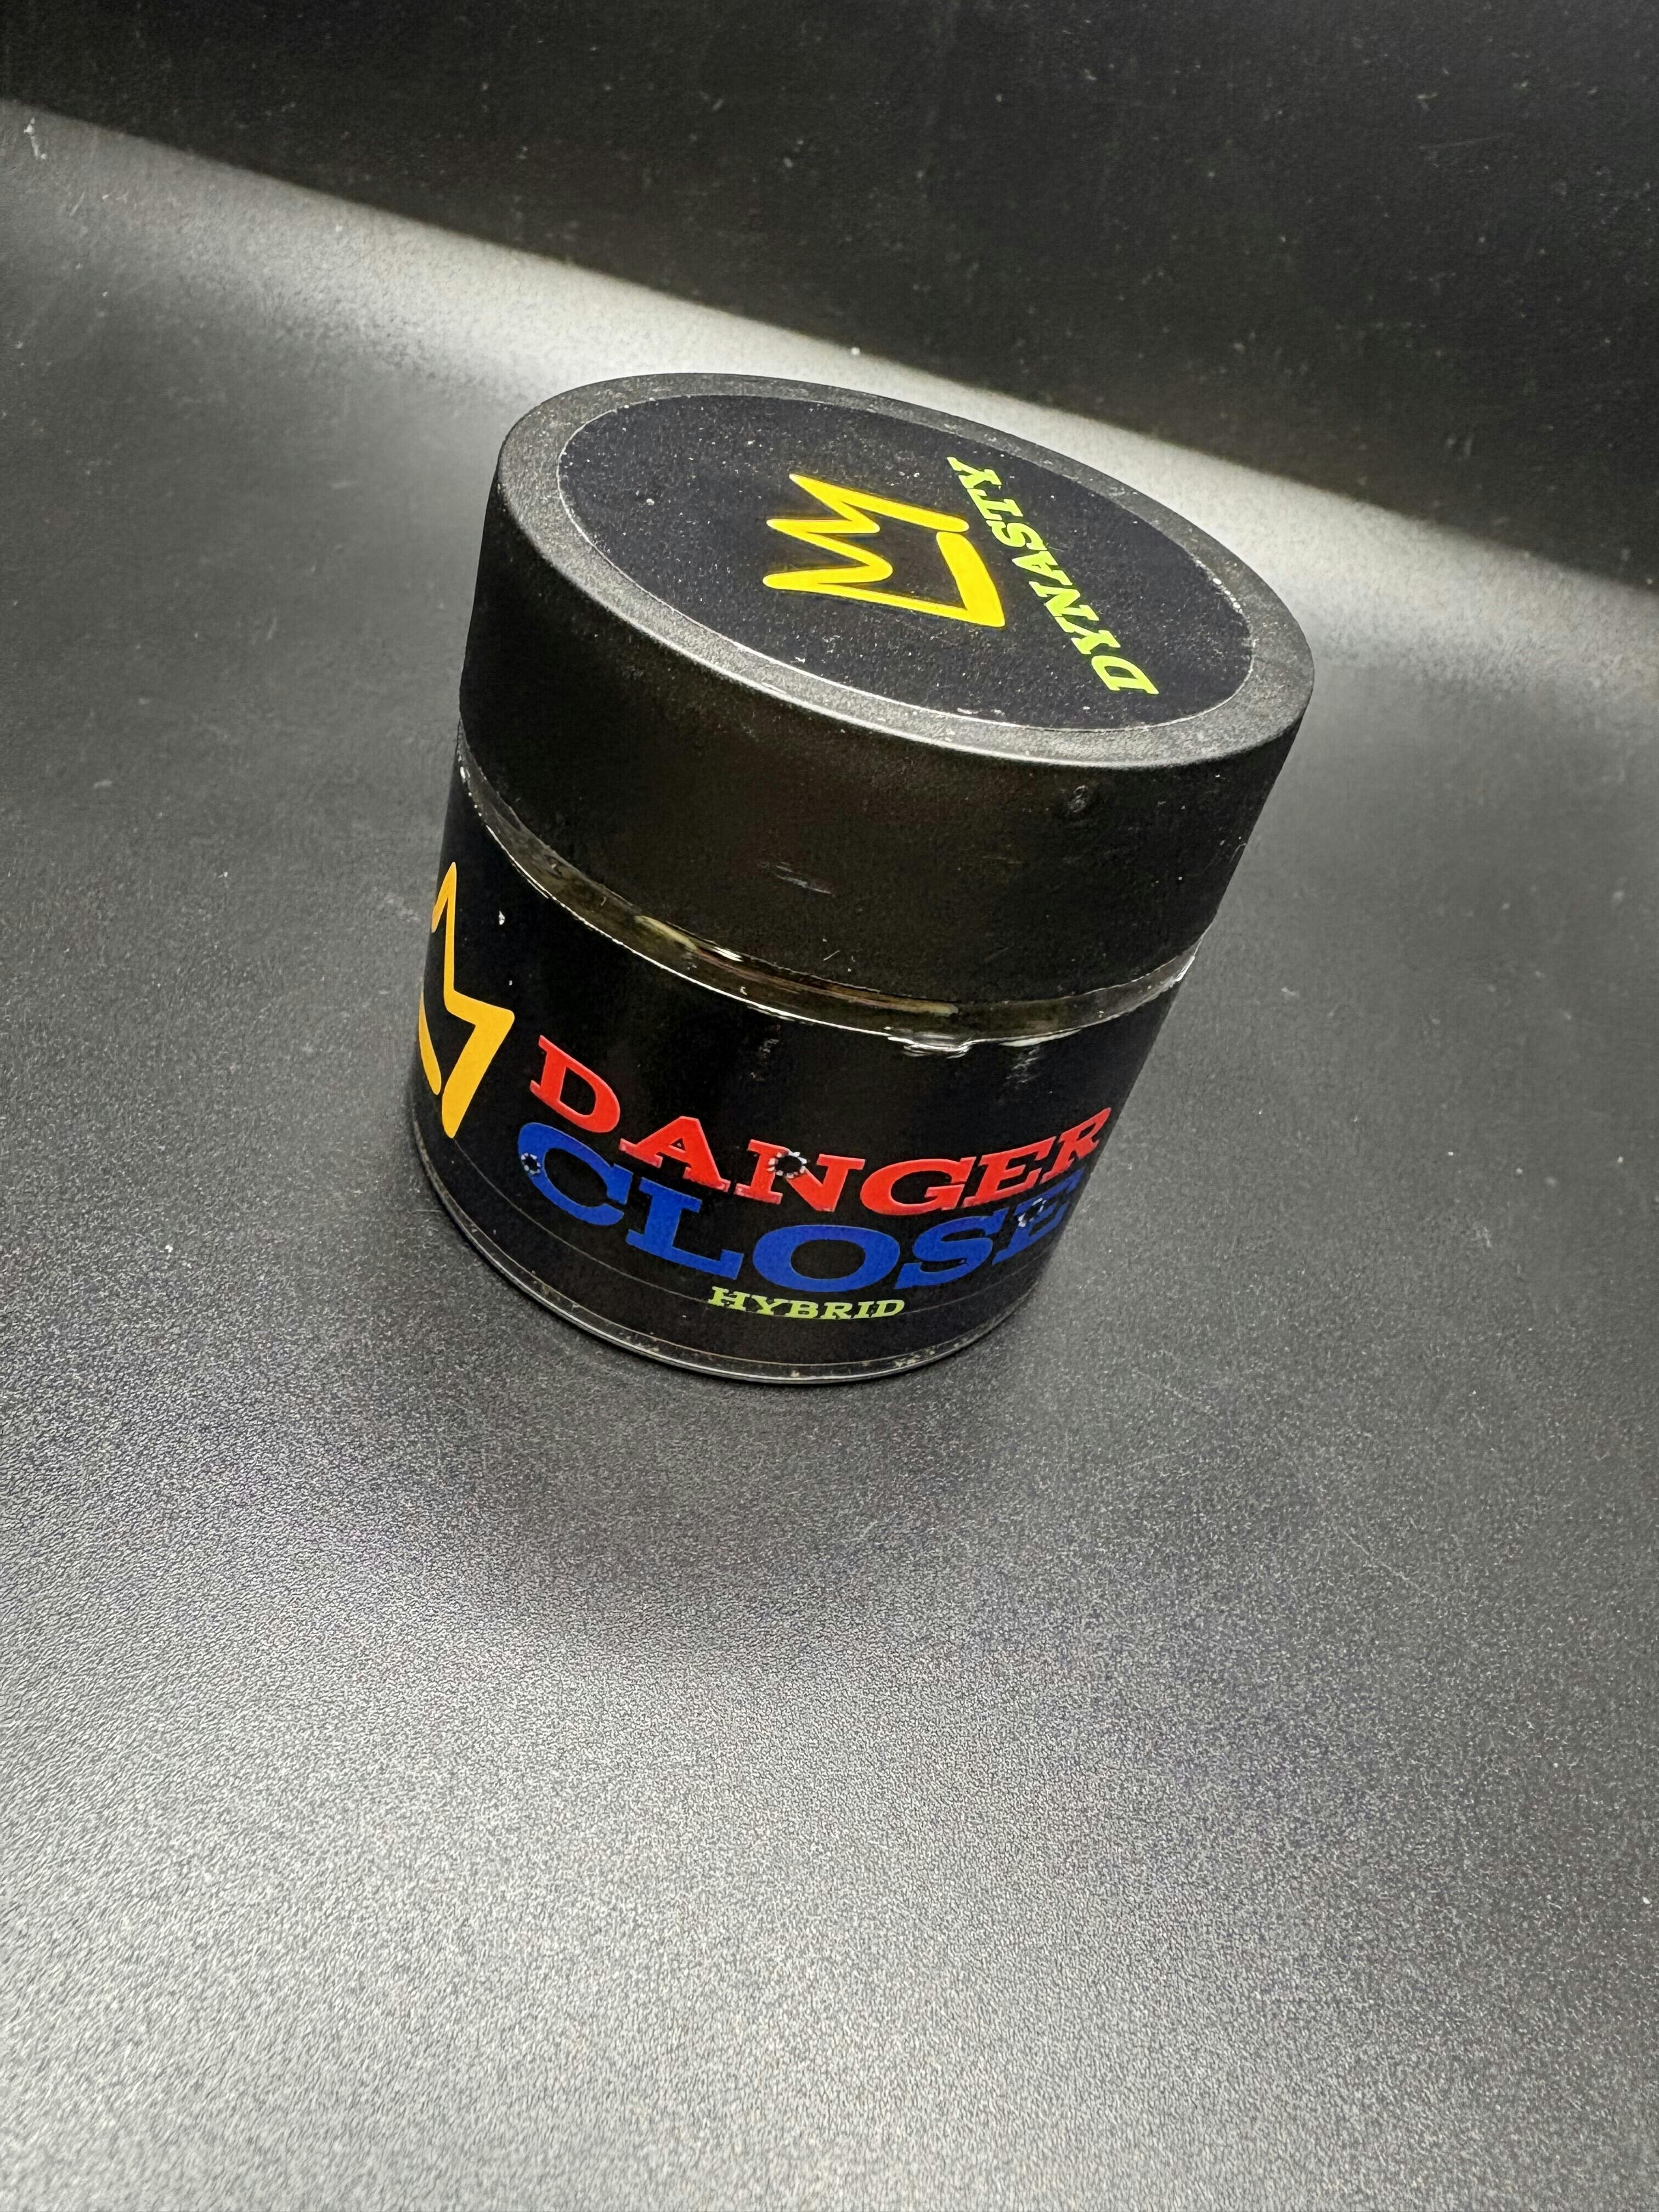 DYNASTY
DANGER
CLOSE
HYBRID